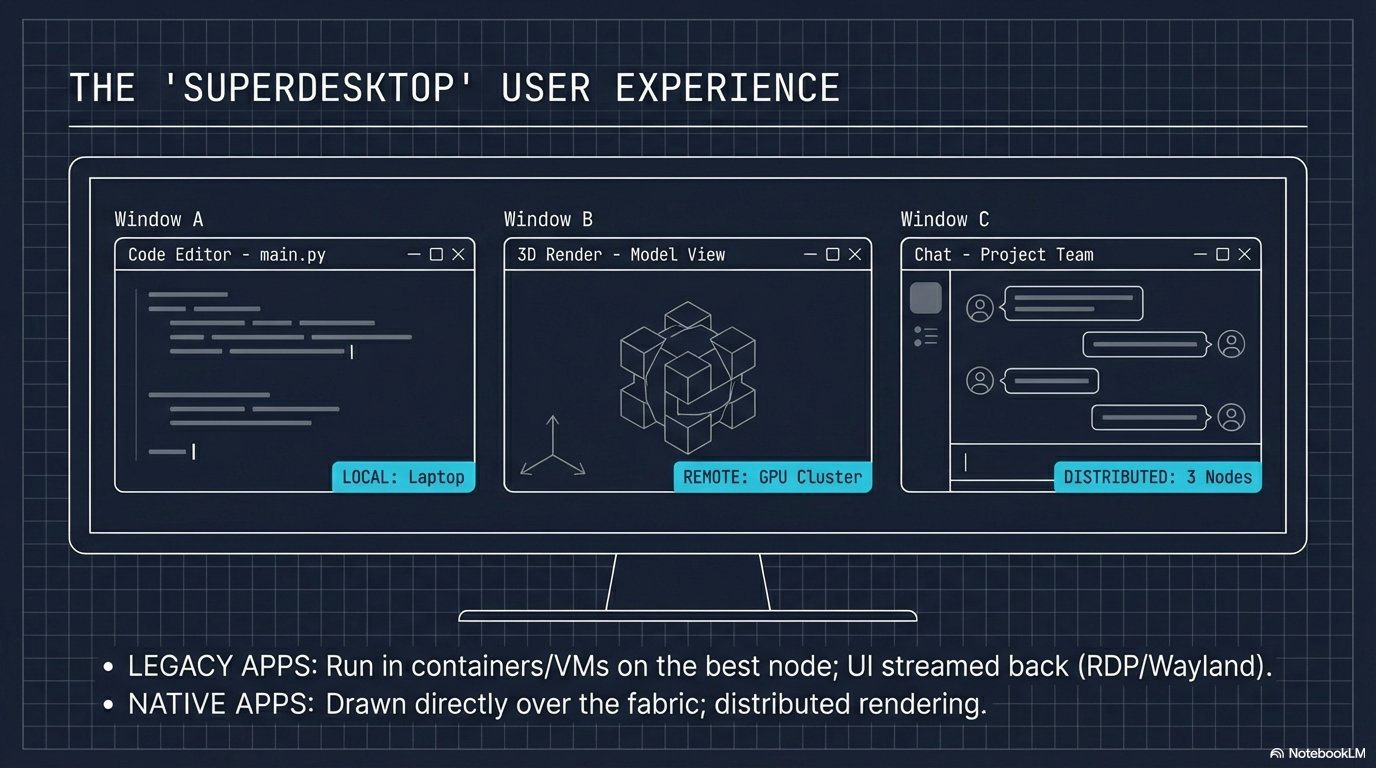 THE 'SUPERDESKTOP' USER EXPERIENCE
Window A
Code Editor - main.py
LOCAL: Laptop
Window B
3D Render - Model View
REMOTE: GPU Cluster
Window C
Chat - Project Team
DISTRIBUTED: 3 Nodes
• LEGACY APPS: Run in containers/VMs on the best node; UI streamed back (RDP/Wayland).
• NATIVE APPS: Drawn directly over the fabric; distributed rendering.
NotebookLM